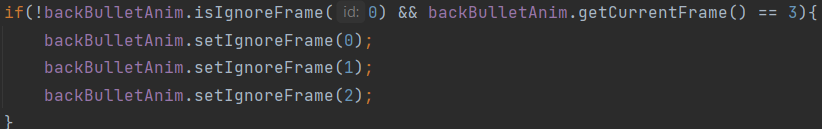 if(!backBulletAnim.isIgnoreFrame( id: 0) && backBulletAnim.getCurrentFrame() == 3){
backBulletAnim.setIgnoreFrame(0);
backBulletAnim.setIgnoreFrame(1);
backBulletAnim.setIgnoreFrame(2);
}